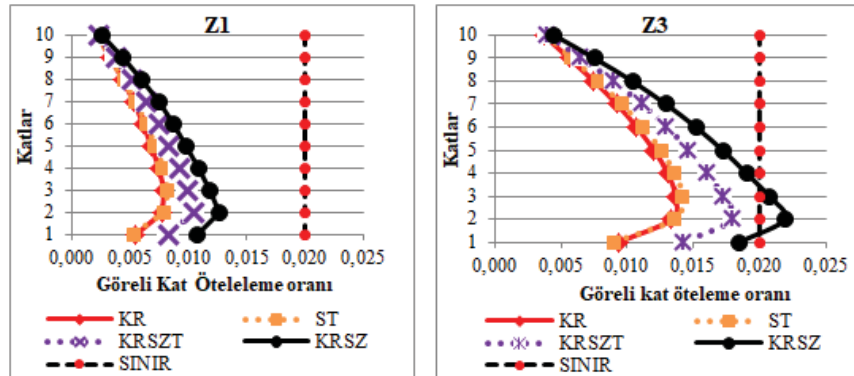 Z1
Katlar
10
9
8
7
6
5
4
3
2
1
0,000 0,005 0,010 0,015 0,020 0,025
Göreli Kat Öteleleme oranı
KR ST
KRSZT KRSZ
SINIR
Z3
Katlar
10
9
8
7
6
5
4
3
2
1
0,000 0,005 0,010 0,015 0,020 0,025
Göreli kat öteleme oranı
KR ST
KRSZT KRSZ
SINIR